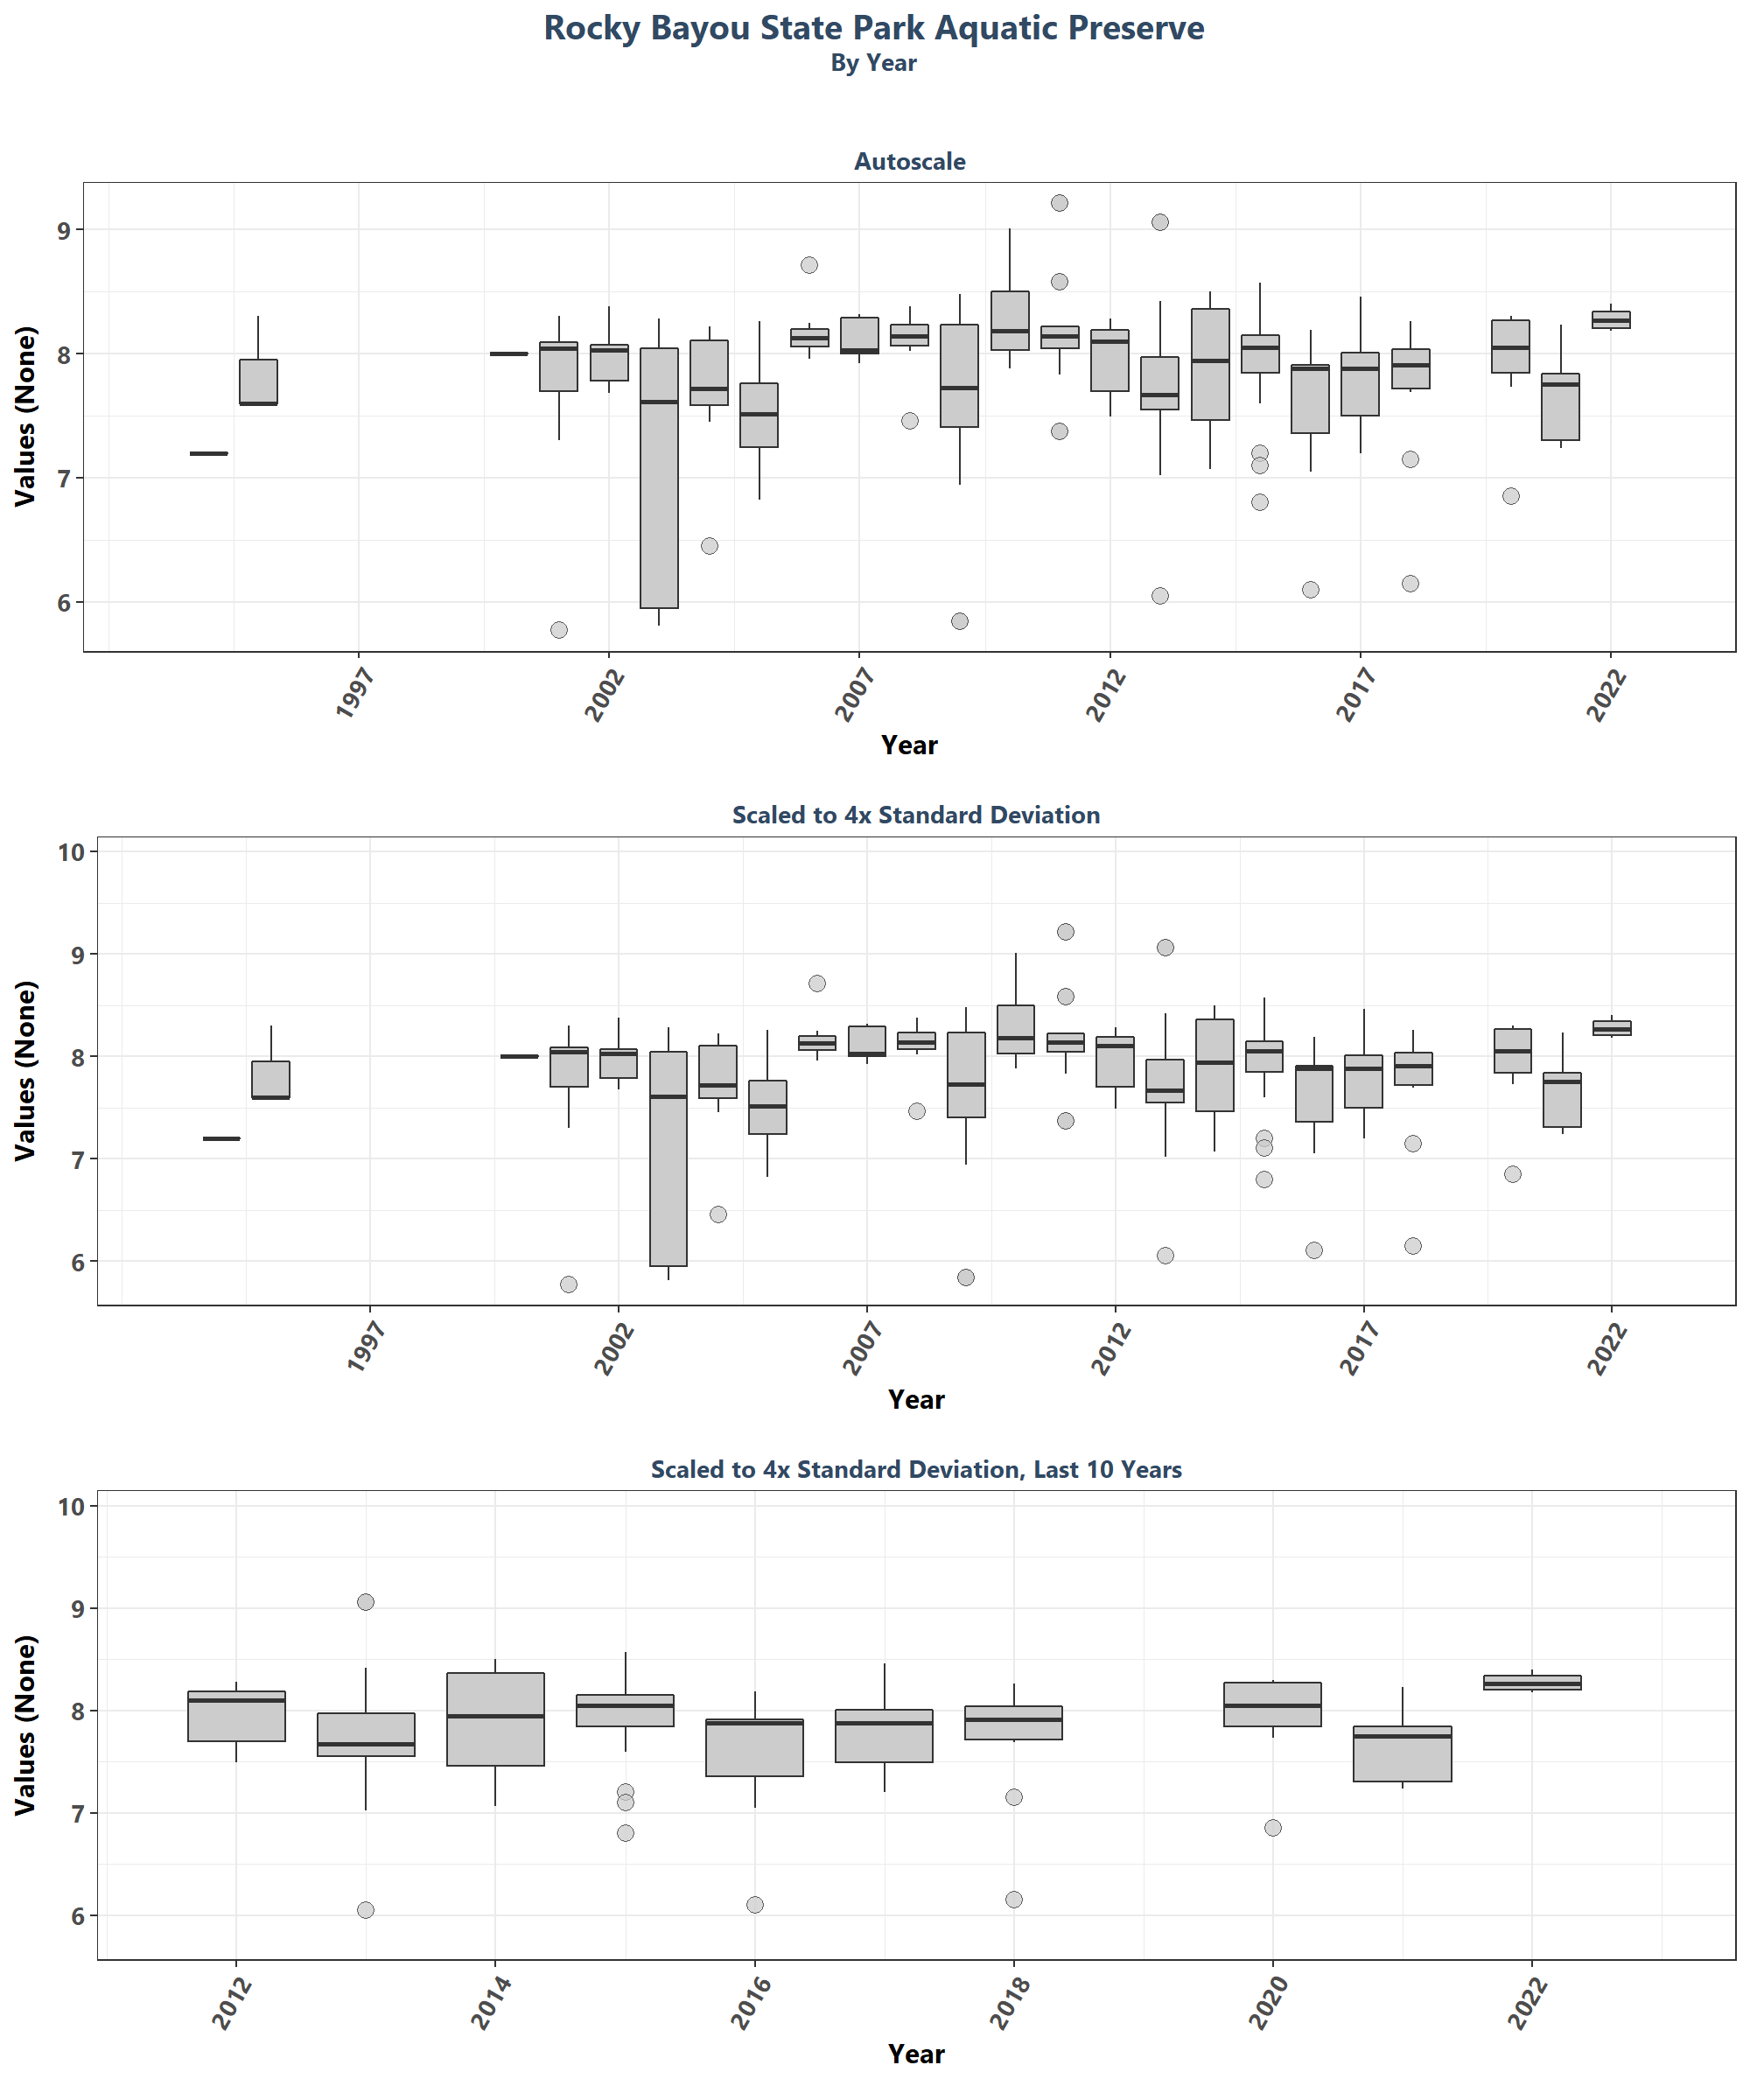 Rocky Bayou State Park Aquatic Preserve
By Year
Autoscale
Values (None)
9
8
7
6
1997 2002 2007 2012 2017 2022
Year
Scaled to 4x Standard Deviation
Values (None)
10
9
8
7
6
1997 2002 2007 2012 2017 2022
Year
Scaled to 4x Standard Deviation, Last 10 Years
Values (None)
10
9
8
7
6
2012 2014 2016 2018 2020 2022
Year